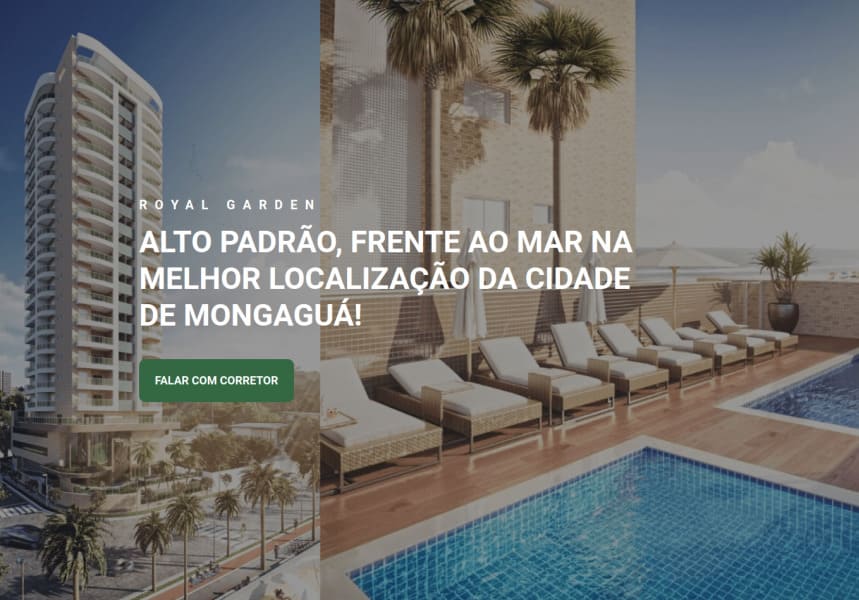 ROYAL GARDEN
ALTO PADRÃO, FRENTE AO MAR NA
MELHOR LOCALIZAÇÃO DA CIDADE
DE MONGAGUÁ!
FALAR COM CORRETOR